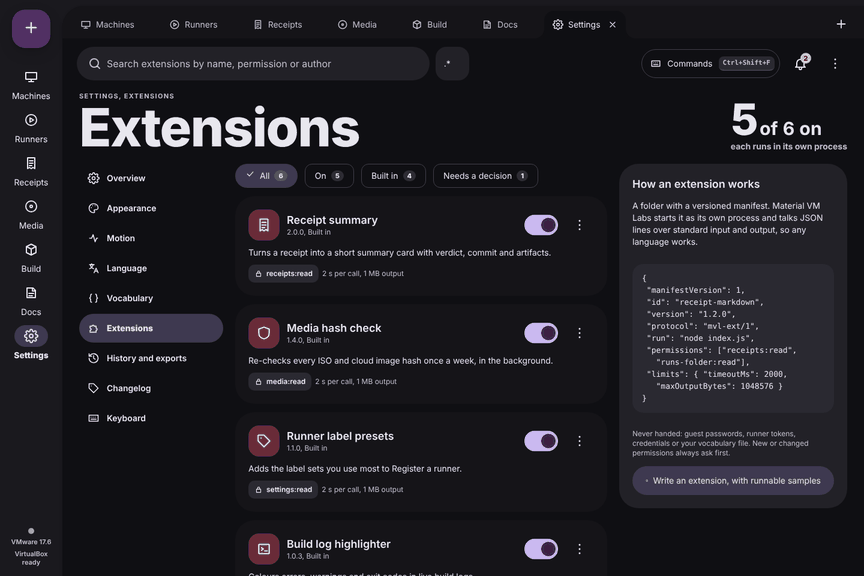 Machines
Runners
Receipts
Media
Build
Docs
Settings
Machines
Runners
Receipts
Media
Build
Docs
Settings
VMware 17.6
VirtualBox
ready
Search extensions by name, permission or author
.*
Commands Ctrl+Shift+F
2
SETTINGS, EXTENSIONS
Extensions
5 of 6 on
each runs in its own process
Overview
Appearance
Motion
Language
Vocabulary
Extensions
History and exports
Changelog
Keyboard
All 6
On 5
Built in 4
Needs a decision 1
Receipt summary
2.0.0, Built in
Turns a receipt into a short summary card with verdict, commit and artifacts.
receipts:read 2 s per call, 1 MB output
Media hash check
1.4.0, Built in
Re-checks every ISO and cloud image hash once a week, in the background.
media:read 2 s per call, 1 MB output
Runner label presets
1.1.0, Built in
Adds the label sets you use most to Register a runner.
settings:read 2 s per call, 1 MB output
Build log highlighter
1.0.3, Built in
Colours errors, warnings and exit codes in live build logs.
How an extension works
A folder with a versioned manifest. Material VM
Labs starts it as its own process and talks JSON
lines over standard input and output, so any
language works.
{
"manifestVersion": 1,
"id": "receipt-markdown",
"version": "1.2.0",
"protocol": "mvl-ext/1",
"run": "node index.js",
"permissions": ["receipts:read",
"runs-folder:read"],
"limits": { "timeoutMs": 2000,
"maxOutputBytes": 1048576 }
}
Never handed: guest passwords, runner tokens,
credentials or your vocabulary file. New or changed
permissions always ask first.
Write an extension, with runnable samples